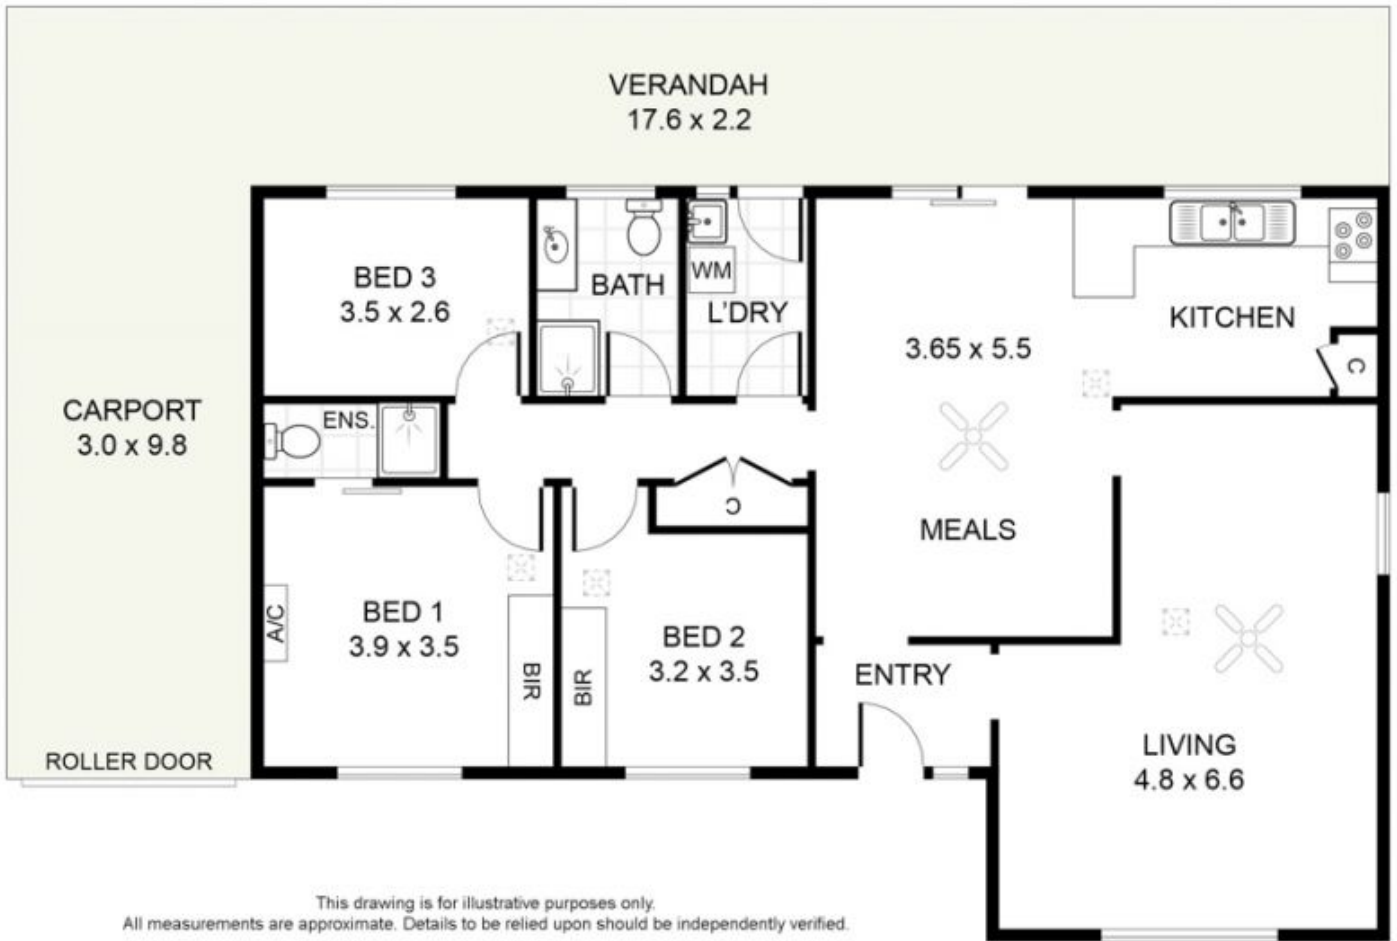 VERANDAH
17.6 x 2.2
BED 3
3.5 x 2.6
BATH
WM
L'DRY
KITCHEN
3.65 x 5.5
C
CARPORT
3.0 x 9.8
ENS.
C
MEALS
A/C
BED 1
3.9 x 3.5
BIR
BIR
BED 2
3.2 x 3.5
ENTRY
LIVING
4.8 x 6.6
ROLLER DOOR
This drawing is for illustrative purposes only.
All measurements are approximate. Details to be relied upon should be independently verified.